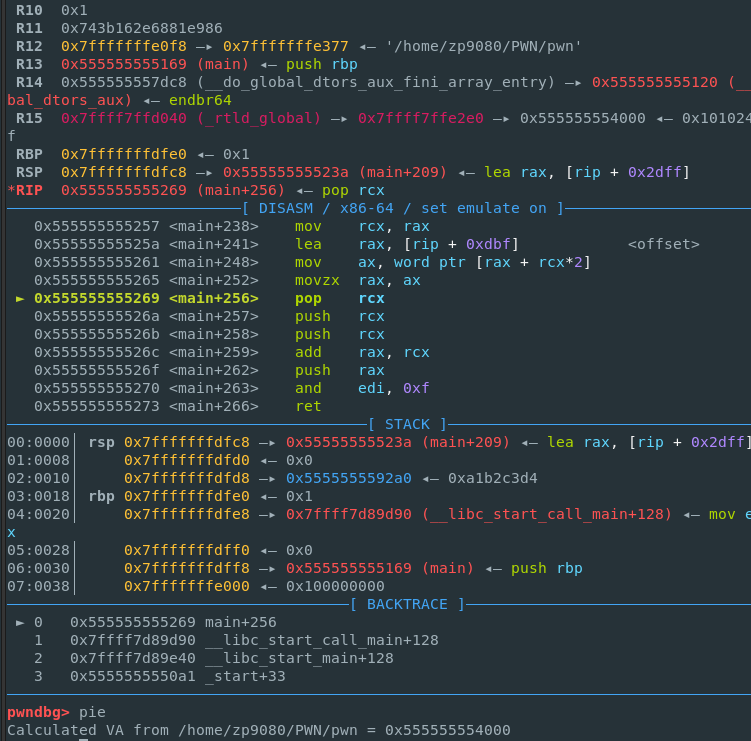 R10  0x1
R11  0x743b162e6881e986
R12  0x7fffffffe0f8 —▸ 0x7fffffffe377 ◂— '/home/zp9080/PWN/pwn'
R13  0x555555555169 (main) ◂— push rbp
R14  0x555555557dc8 (__do_global_dtors_aux_fini_array_entry) —▸ 0x555555555120 (__
bal_dtors_aux) ◂— endbr64
R15  0x7ffff7ffd040 (_rtld_global) —▸ 0x7ffff7ffe2e0 —▸ 0x555555554000 ◂— 0x101024
f
RBP  0x7fffffffdfe0 ◂— 0x1
RSP  0x7fffffffdfc8 —▸ 0x55555555523a (main+209) ◂— lea rax, [rip + 0x2dff]
*RIP  0x555555555269 (main+256) ◂— pop rcx
[ DISASM / x86-64 / set emulate on ]
0x555555555257 <main+238>    mov    rcx, rax
0x55555555525a <main+241>    lea    rax, [rip + 0xdbf]            <offset>
0x555555555261 <main+248>    mov    ax, word ptr [rax + rcx*2]
0x555555555265 <main+252>    movzx  rax, ax
► 0x555555555269 <main+256>    pop    rcx
0x55555555526a <main+257>    push   rcx
0x55555555526b <main+258>    push   rcx
0x55555555526c <main+259>    add    rax, rcx
0x55555555526f <main+262>    push   rax
0x555555555270 <main+263>    and    edi, 0xf
0x555555555273 <main+266>    ret
[ STACK ]
00:0000│ rsp 0x7fffffffdfc8 —▸ 0x55555555523a (main+209) ◂— lea rax, [rip + 0x2dff]
01:0008│     0x7fffffffdfd0 ◂— 0x0
02:0010│     0x7fffffffdfd8 —▸ 0x5555555592a0 ◂— 0xa1b2c3d4
03:0018│ rbp 0x7fffffffdfe0 ◂— 0x1
04:0020│     0x7fffffffdfe8 —▸ 0x7ffff7d89d90 (__libc_start_call_main+128) ◂— mov e
x
05:0028│     0x7fffffffdff0 ◂— 0x0
06:0030│     0x7fffffffdff8 —▸ 0x555555555169 (main) ◂— push rbp
07:0038│     0x7fffffffe000 ◂— 0x100000000
[ BACKTRACE ]
► 0   0x555555555269 main+256
1   0x7ffff7d89d90 __libc_start_call_main+128
2   0x7ffff7d89e40 __libc_start_main+128
3   0x5555555550a1 _start+33
pwndbg> pie
Calculated VA from /home/zp9080/PWN/pwn = 0x555555554000